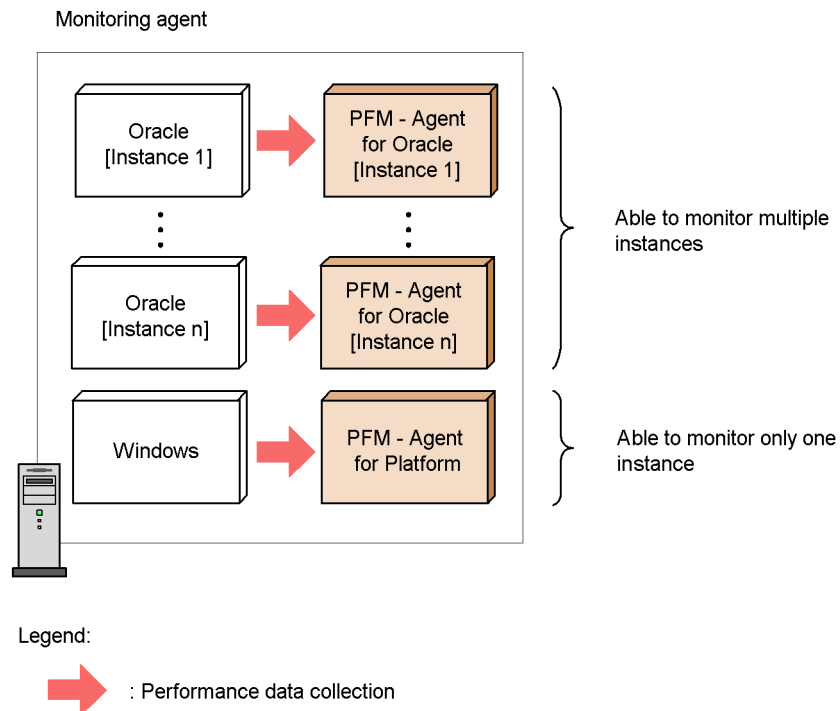 Monitoring agent
Oracle
[Instance 1]
PFM - Agent
for Oracle
[Instance 1]
Able to monitor multiple
instances
Oracle
[Instance n]
PFM - Agent
for Oracle
[Instance n]
Windows
PFM - Agent
for Platform
Able to monitor only one
instance
Legend:
: Performance data collection